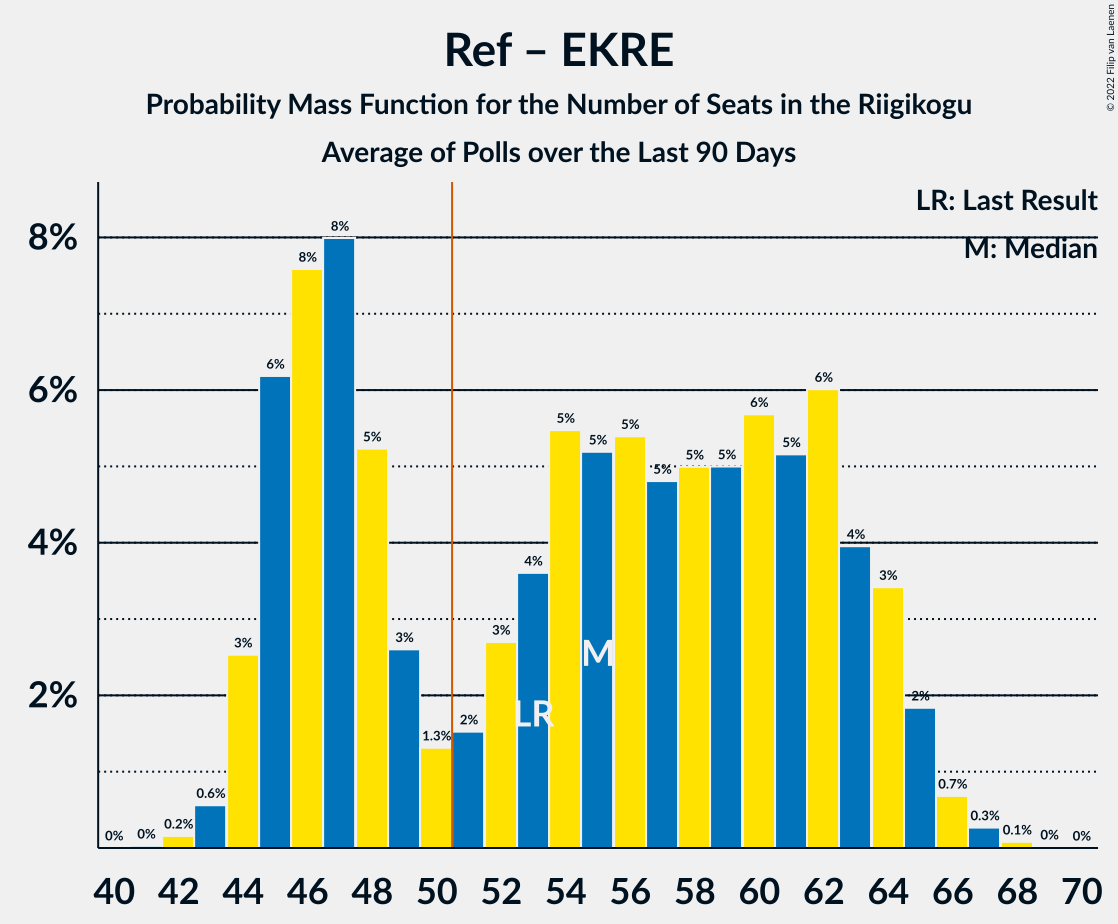 Ref – EKRE
Probability Mass Function for the Number of Seats in the Riigikogu
Average of Polls over the Last 90 Days
© 2022 Filip van Laenen
LR: Last Result
M: Median
8%
6%
4%
2%
0% 0% 0.2% 0.6% 3% 6% 8% 8% 5% 3% 1.3% 2% 3% 4% 5% 5% 5% 5% 5% 5% 6% 5% 6% 4% 3% 2% 0.7% 0.3% 0.1% 0% 0%
M
LR
40 42 44 46 48 50 52 54 56 58 60 62 64 66 68 70